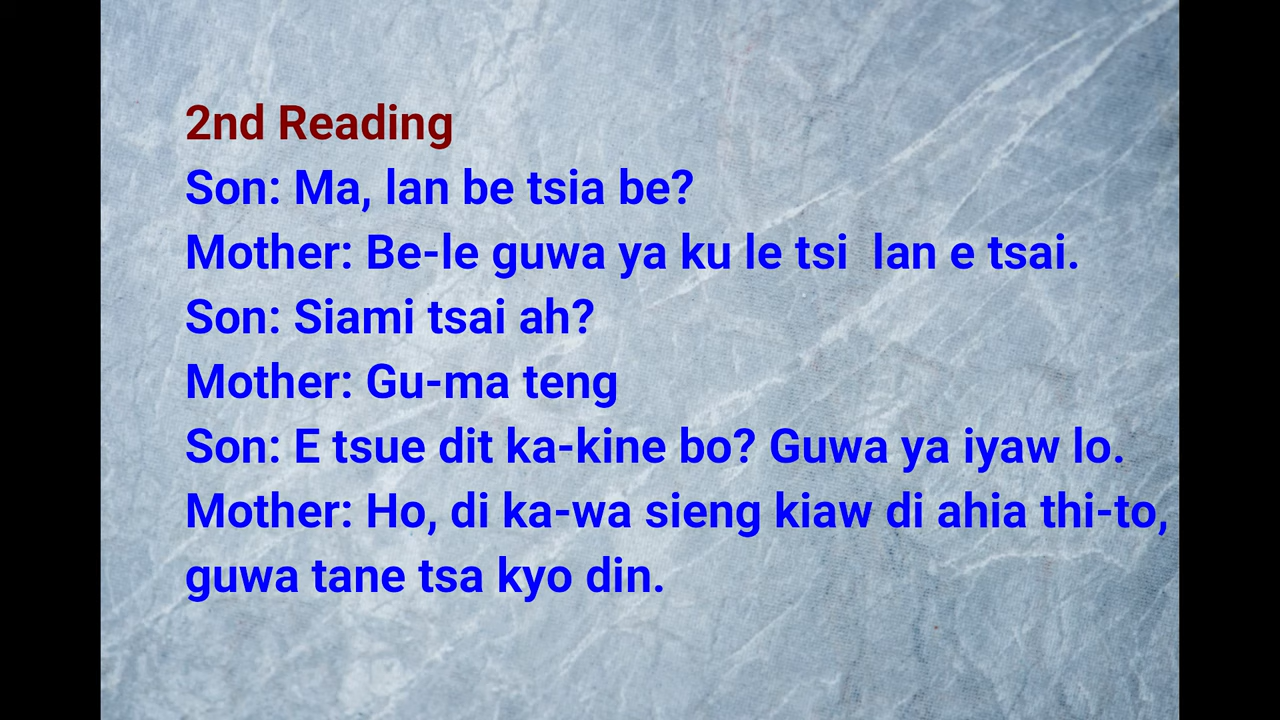 2nd Reading
Son: Ma, lan be tsia be?
Mother: Be-le guwa ya ku le tsi  lan e tsai.
Son: Siami tsai ah?
Mother: Gu-ma teng
Son: E tsue dit ka-kine bo? Guwa ya iyaw lo.
Mother: Ho, di ka-wa sieng kiaw di ahia thi-to,
guwa tane tsa kyo din.